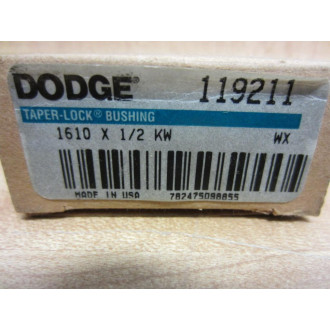 DODGE® 119211
TAPER-LOCK® BUSHING
1610 X 1/2 KW WX
MADE IN USA 782475098855